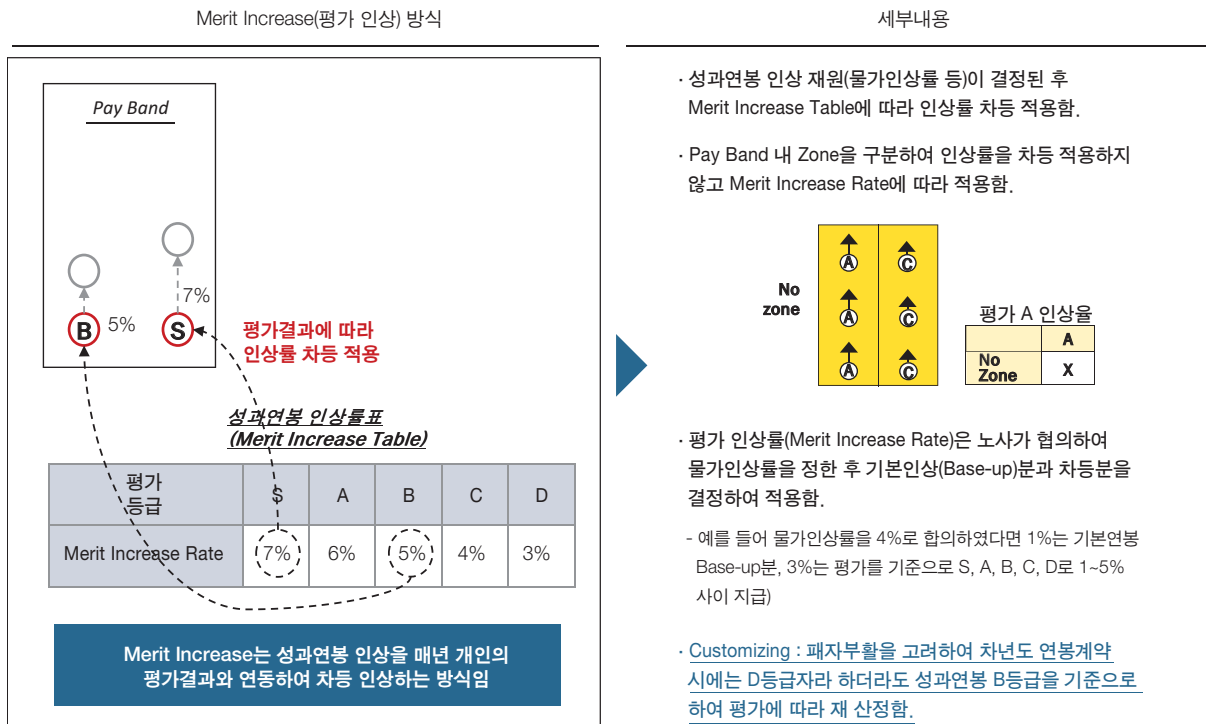 Merit Increase(평가 인상) 방식
Pay Band
7%
B
5%
S
평가결과에 따라
인상률 차등 적용
성과연봉 인상률표
(Merit Increase Table)
평가
등급
S
A
B
C
D
Merit Increase Rate
7%
6%
5%
4%
3%
Merit Increase는 성과연봉 인상을 매년 개인의
평가결과와 연동하여 차등 인상하는 방식임
세부내용
· 성과연봉 인상 재원(물가인상률 등)이 결정된 후
Merit Increase Table에 따라 인상률 차등 적용함.
· Pay Band 내 Zone을 구분하여 인상률을 차등 적용하지
않고 Merit Increase Rate에 따라 적용함.
No
zone
A
C
A
C
A
C
평가 A 인상율
A
No
Zone
X
· 평가 인상률(Merit Increase Rate)은 노사가 협의하여
물가인상률을 정한 후 기본인상(Base-up)분과 차등분을
결정하여 적용함.
- 예를 들어 물가인상률을 4%로 합의하였다면 1%는 기본연봉
Base-up분, 3%는 평가를 기준으로 S, A, B, C, D로 1~5%
사이 지급)
· Customizing : 패자부활을 고려하여 차년도 연봉계약
시에는 D등급자라 하더라도 성과연봉 B등급을 기준으로
하여 평가에 따라 재 산정함.